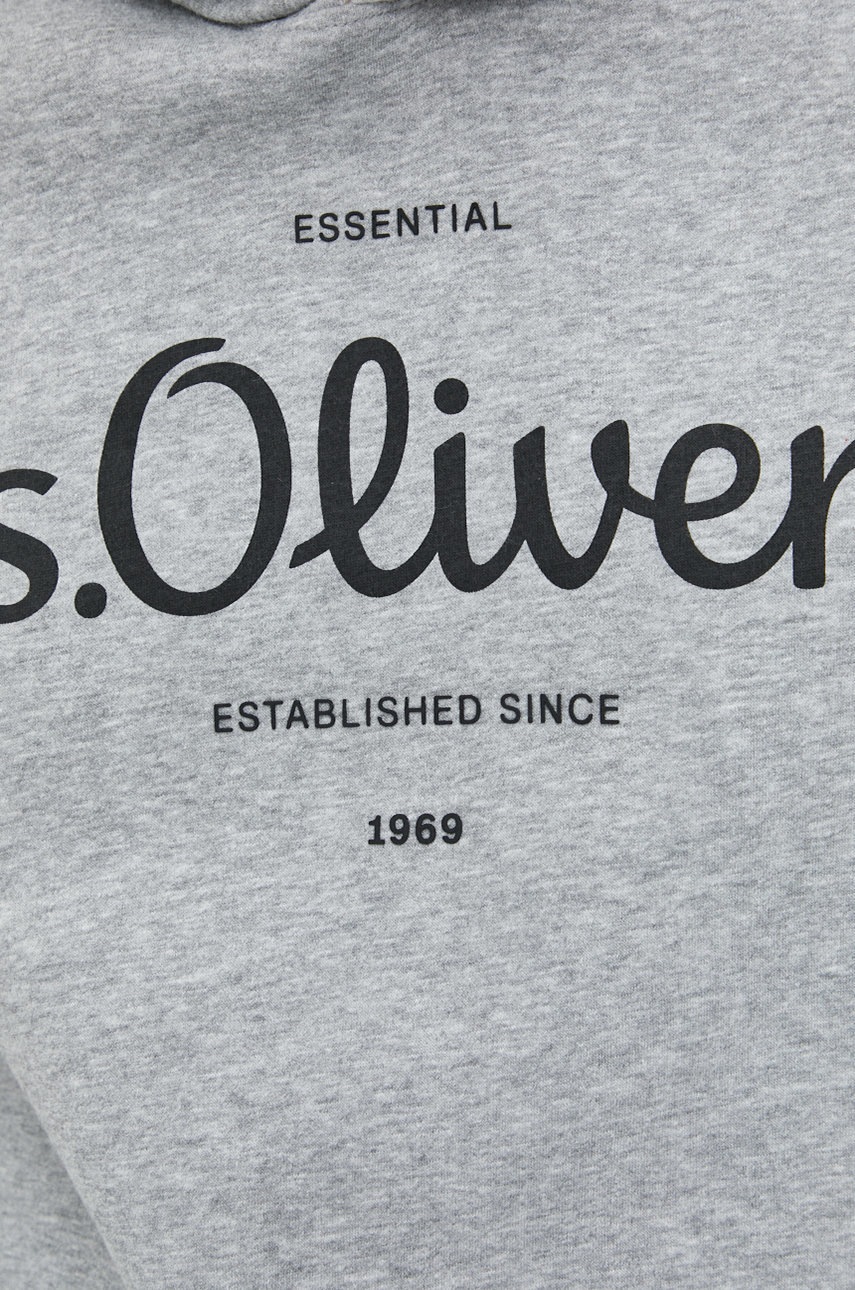 ESSENTIAL
s.Oliver
ESTABLISHED SINCE
1969